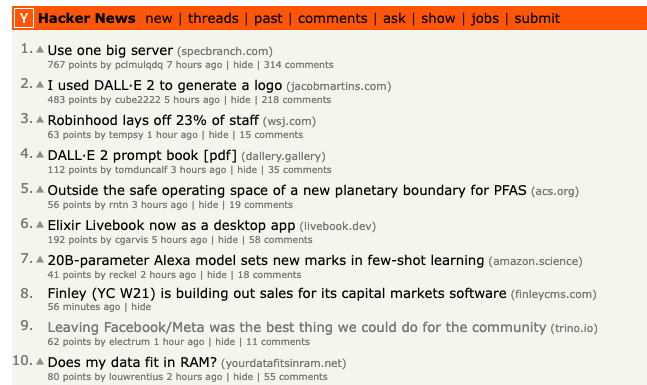 Y Hacker News new | threads | past | comments | ask | show | jobs | submit
1. Use one big server (specbranch.com)
767 points by pclmulqdq 7 hours ago | hide | 314 comments
2. I used DALL·E 2 to generate a logo (jacobmartins.com)
483 points by cube2222 5 hours ago | hide | 218 comments
3. Robinhood lays off 23% of staff (wsj.com)
63 points by tempsy 1 hour ago | hide | 15 comments
4. DALL·E 2 prompt book [pdf] (dallery.gallery)
112 points by tomduncalf 3 hours ago | hide | 35 comments
5. Outside the safe operating space of a new planetary boundary for PFAS (acs.org)
56 points by rntn 3 hours ago | hide | 19 comments
6. Elixir Livebook now as a desktop app (livebook.dev)
192 points by cgarvis 5 hours ago | hide | 58 comments
7. 20B-parameter Alexa model sets new marks in few-shot learning (amazon.science)
41 points by reckel 2 hours ago | hide | 18 comments
8. Finley (YC W21) is building out sales for its capital markets software (finleycms.com)
56 minutes ago | hide
9. Leaving Facebook/Meta was the best thing we could do for the community (trino.io)
62 points by electrum 1 hour ago | hide | 11 comments
10. Does my data fit in RAM? (yourdatafitsinram.net)
80 points by louwrentius 2 hours ago | hide | 55 comments